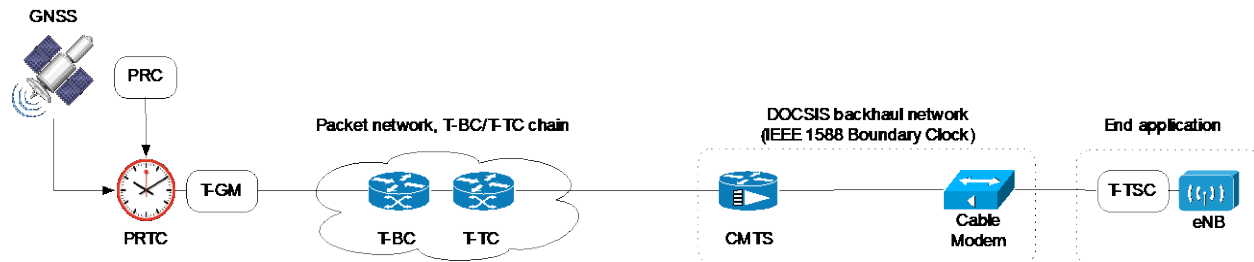 GNSS
PRC
Packet network, T-BC/T-TC chain
DOCSIS backhaul network
(IEEE 1588 Boundary Clock)
End application
T-GM
T-TSC
PRTC
T-BC
T-TC
CMTS
Cable
Modem
eNB